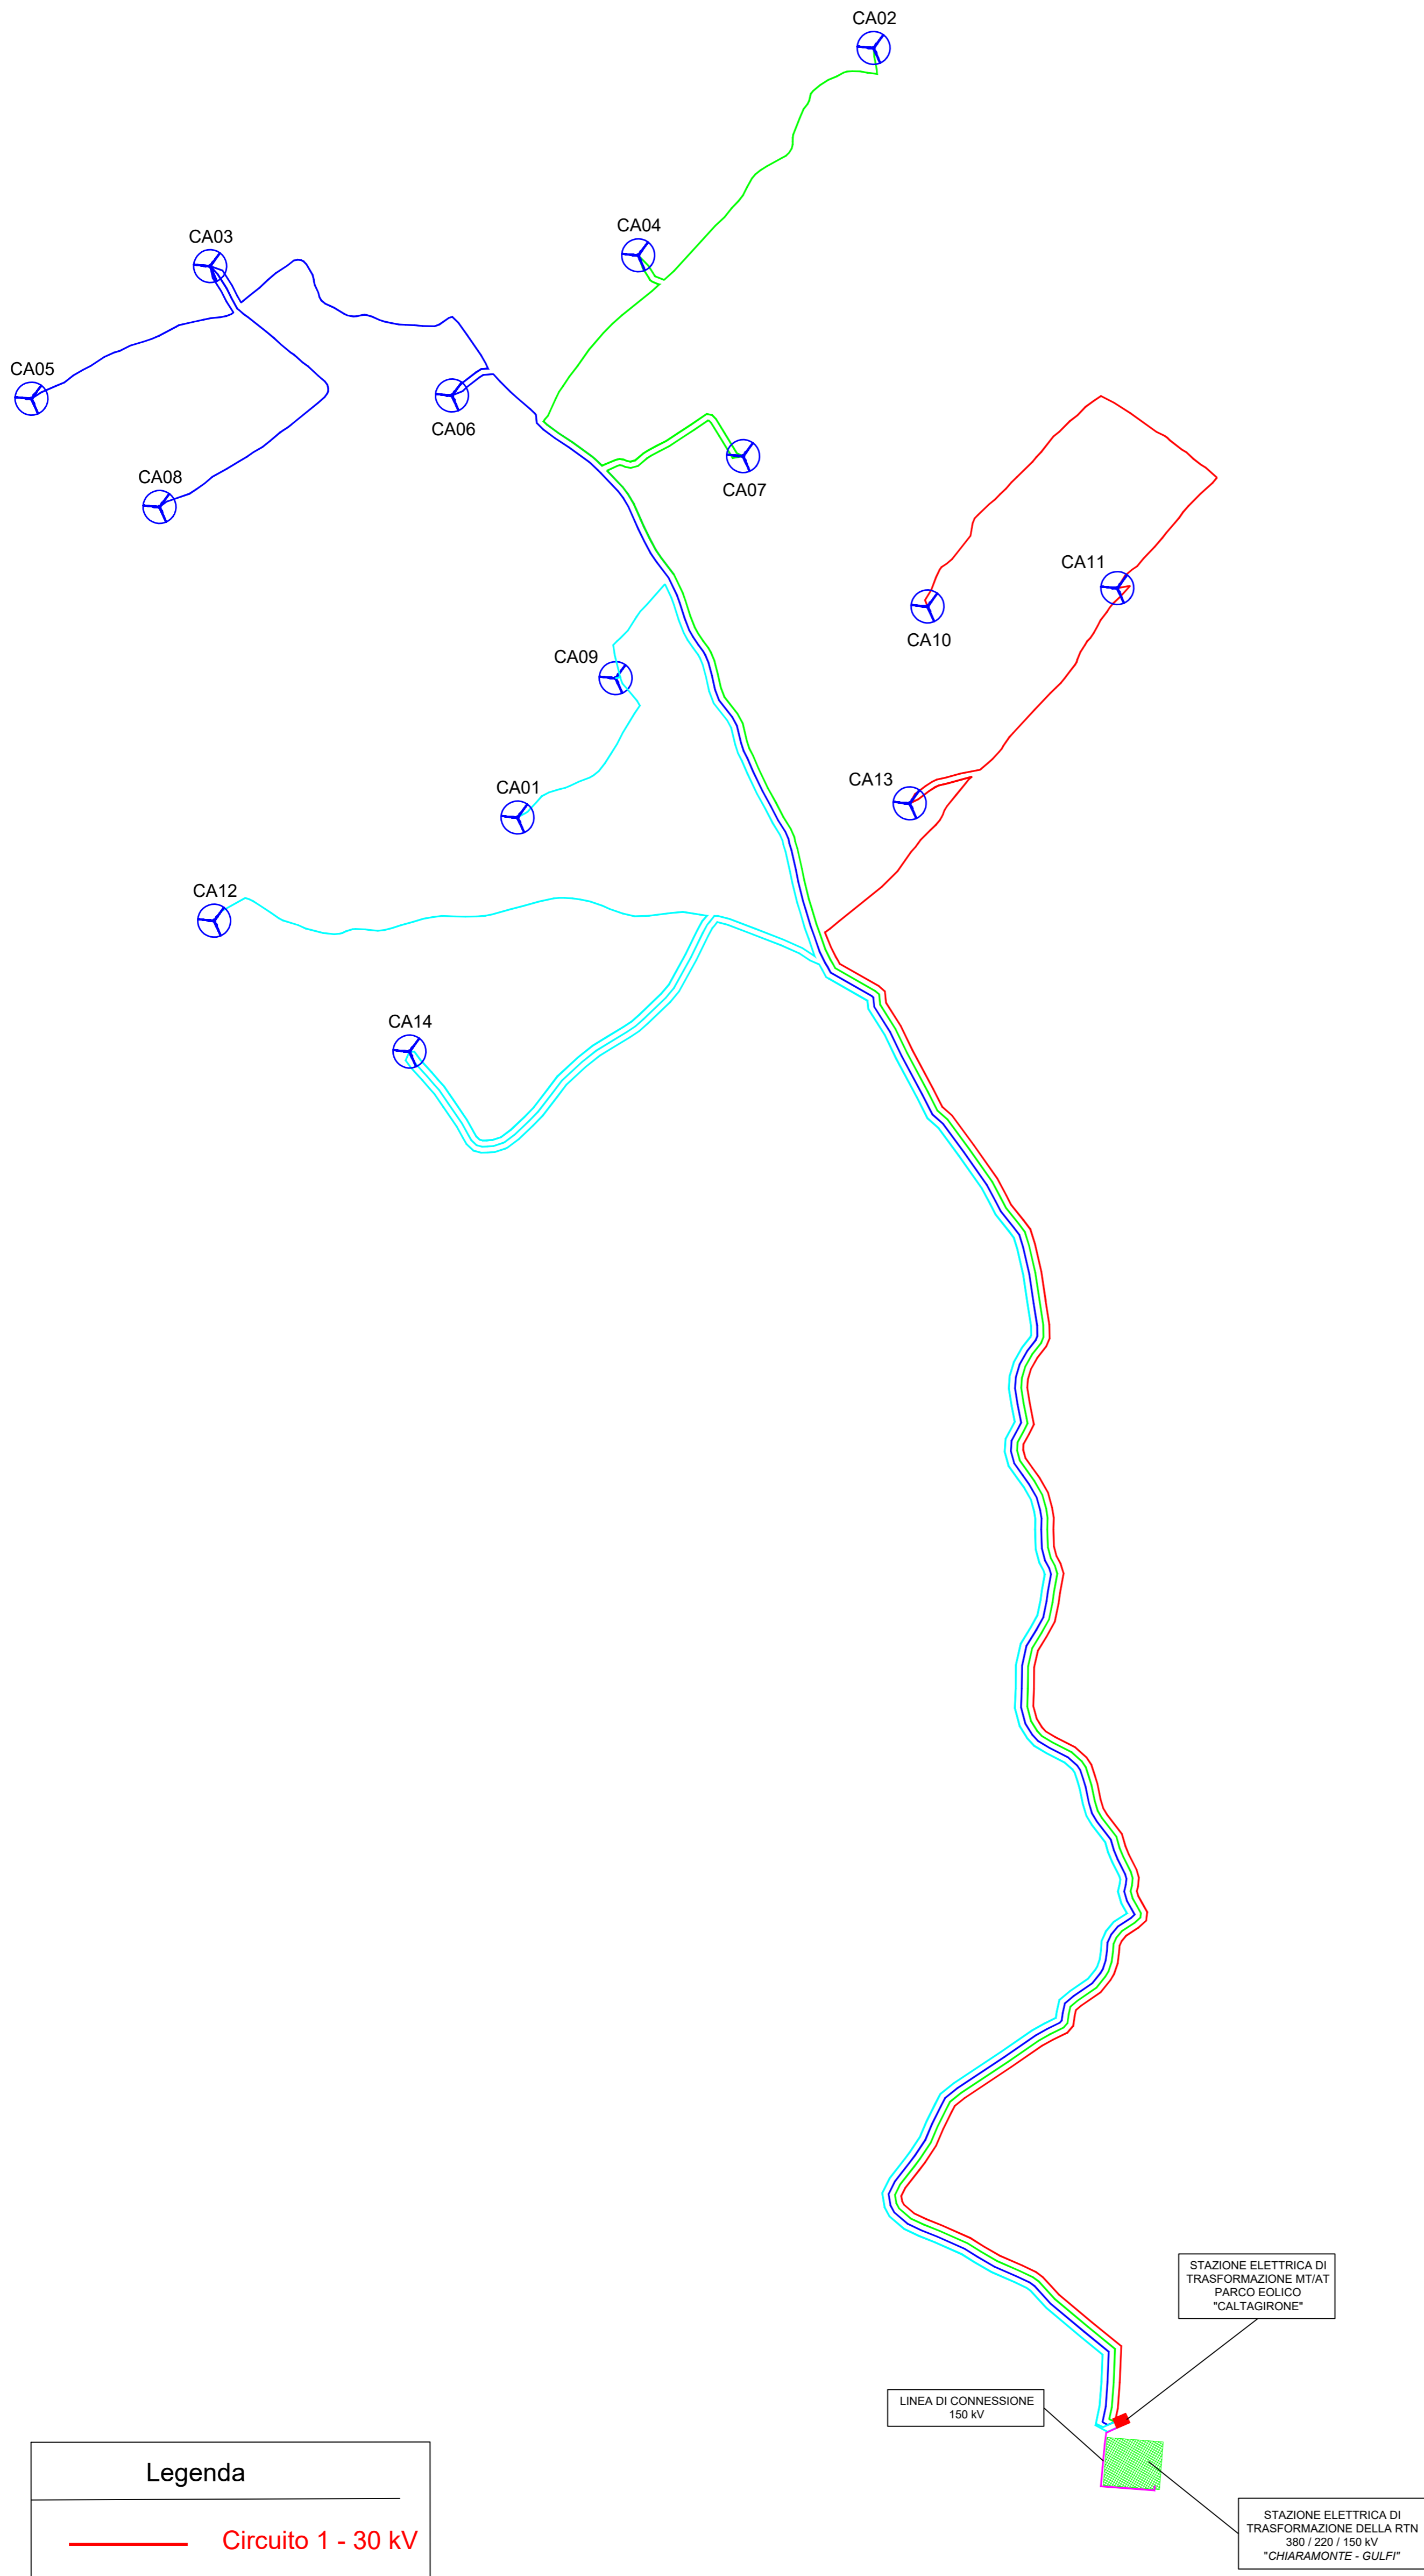 CA02
CA04
CA03
CA05
CA06
CA08
CA07
CA11
CA10
CA09
CA13
CA01
CA12
CA14
STAZIONE ELETTRICA DI
TRASFORMAZIONE MT/AT
PARCO EOLICO
"CALTAGIRONE"
LINEA DI CONNESSIONE
150 kV
STAZIONE ELETTRICA DI
TRASFORMAZIONE DELLA RTN
380 / 220 / 150 kV
"CHIARAMONTE - GULFI"
Legenda
Circuito 1 - 30 kV